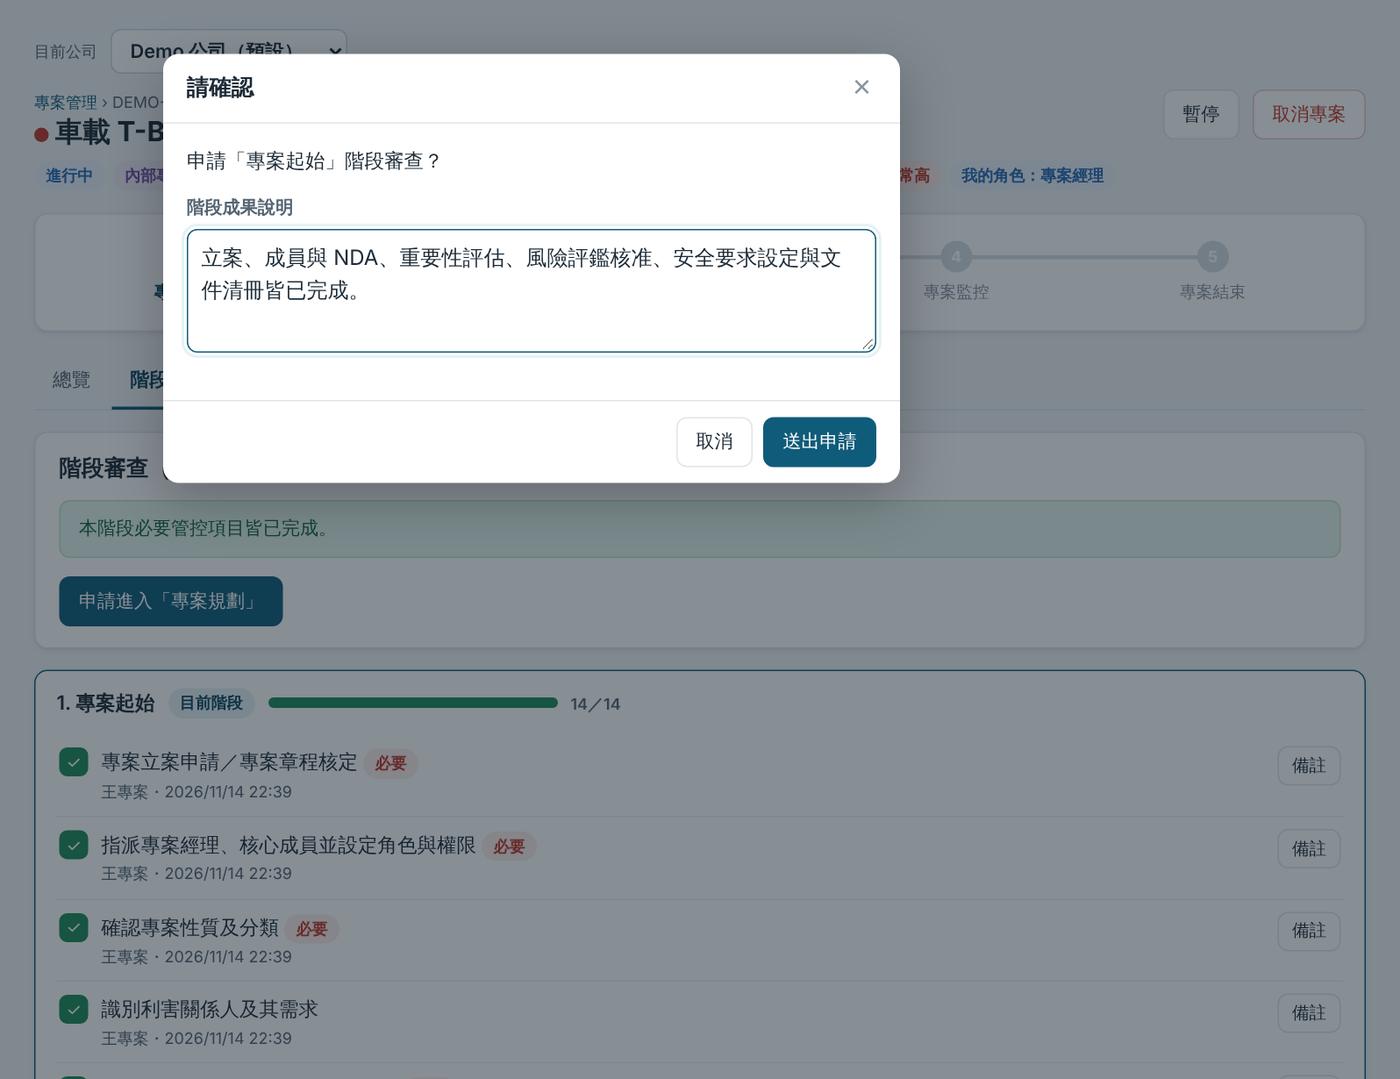 目前公司 Demo 公司（預設）
請確認
專案管理 › DEMO-
車載 T-B
暫停 取消專案
申請「專案起始」階段審查？
進行中 內部 常高 我的角色：專案經理
階段成果說明
立案、成員與 NDA、重要性評估、風險評鑑核准、安全要求設定與文
件清冊皆已完成。
4 5
專案監控 專案結束
總覽 階段
取消 送出申請
階段審查
本階段必要管控項目皆已完成。
申請進入「專案規劃」
1. 專案起始 目前階段 14／14
專案立案申請／專案章程核定 必要 備註
王專案・2026/11/14 22:39
指派專案經理、核心成員並設定角色與權限 必要 備註
王專案・2026/11/14 22:39
確認專案性質及分類 必要 備註
王專案・2026/11/14 22:39
識別利害關係人及其需求 備註
王專案・2026/11/14 22:39